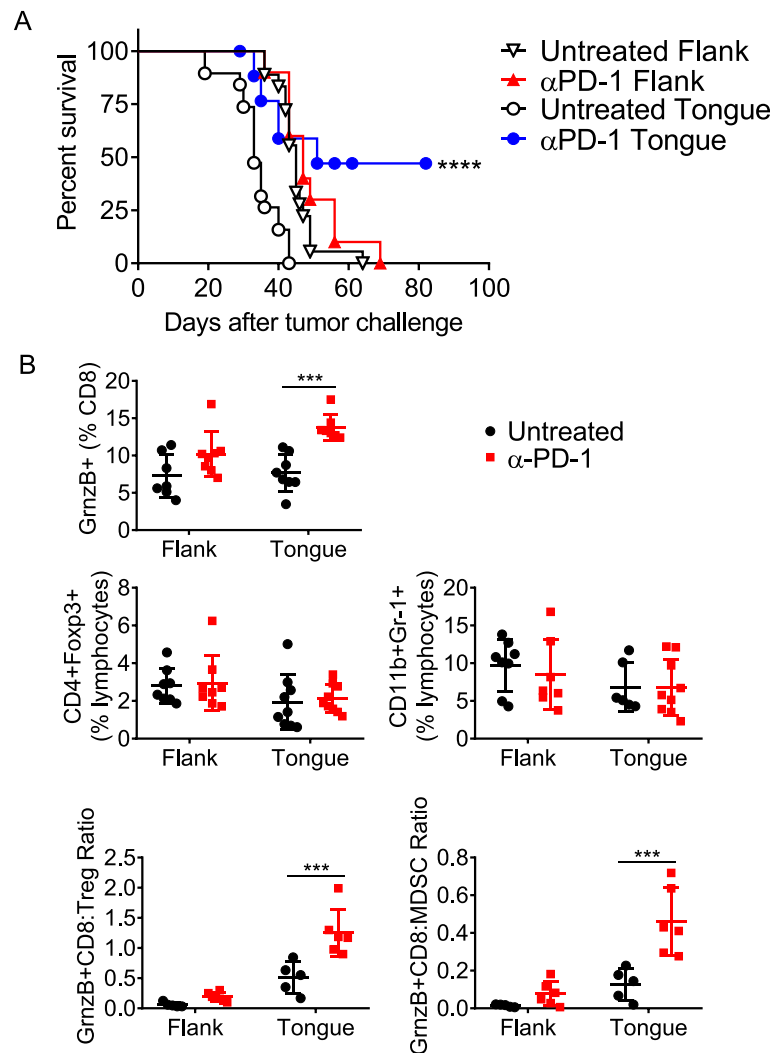 A
Percent survival
100
75
50
25
0
0 20 40 60 80 100
Days after tumor challenge
****
Untreated Flank
αPD-1 Flank
Untreated Tongue
αPD-1 Tongue
B
GrnzB+ (% CD8)
20
15
10
5
0
***
Flank Tongue
Untreated
α-PD-1
CD4+Foxp3+
(% lymphocytes)
8
6
4
2
0
Flank Tongue
CD11b+Gr-1+
(% lymphocytes)
20
15
10
5
0
Flank Tongue
GrnzB+CD8:Treg Ratio
2.5
2.0
1.5
1.0
0.5
0.0
***
Flank Tongue
GrnzB+CD8:MDSC Ratio
0.8
0.6
0.4
0.2
0.0
***
Flank Tongue